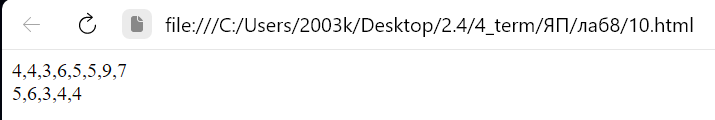 file:///C:/Users/2003k/Desktop/2.4/4_term/ЯП/лаб8/10.html
4,4,3,6,5,5,9,7
5,6,3,4,4